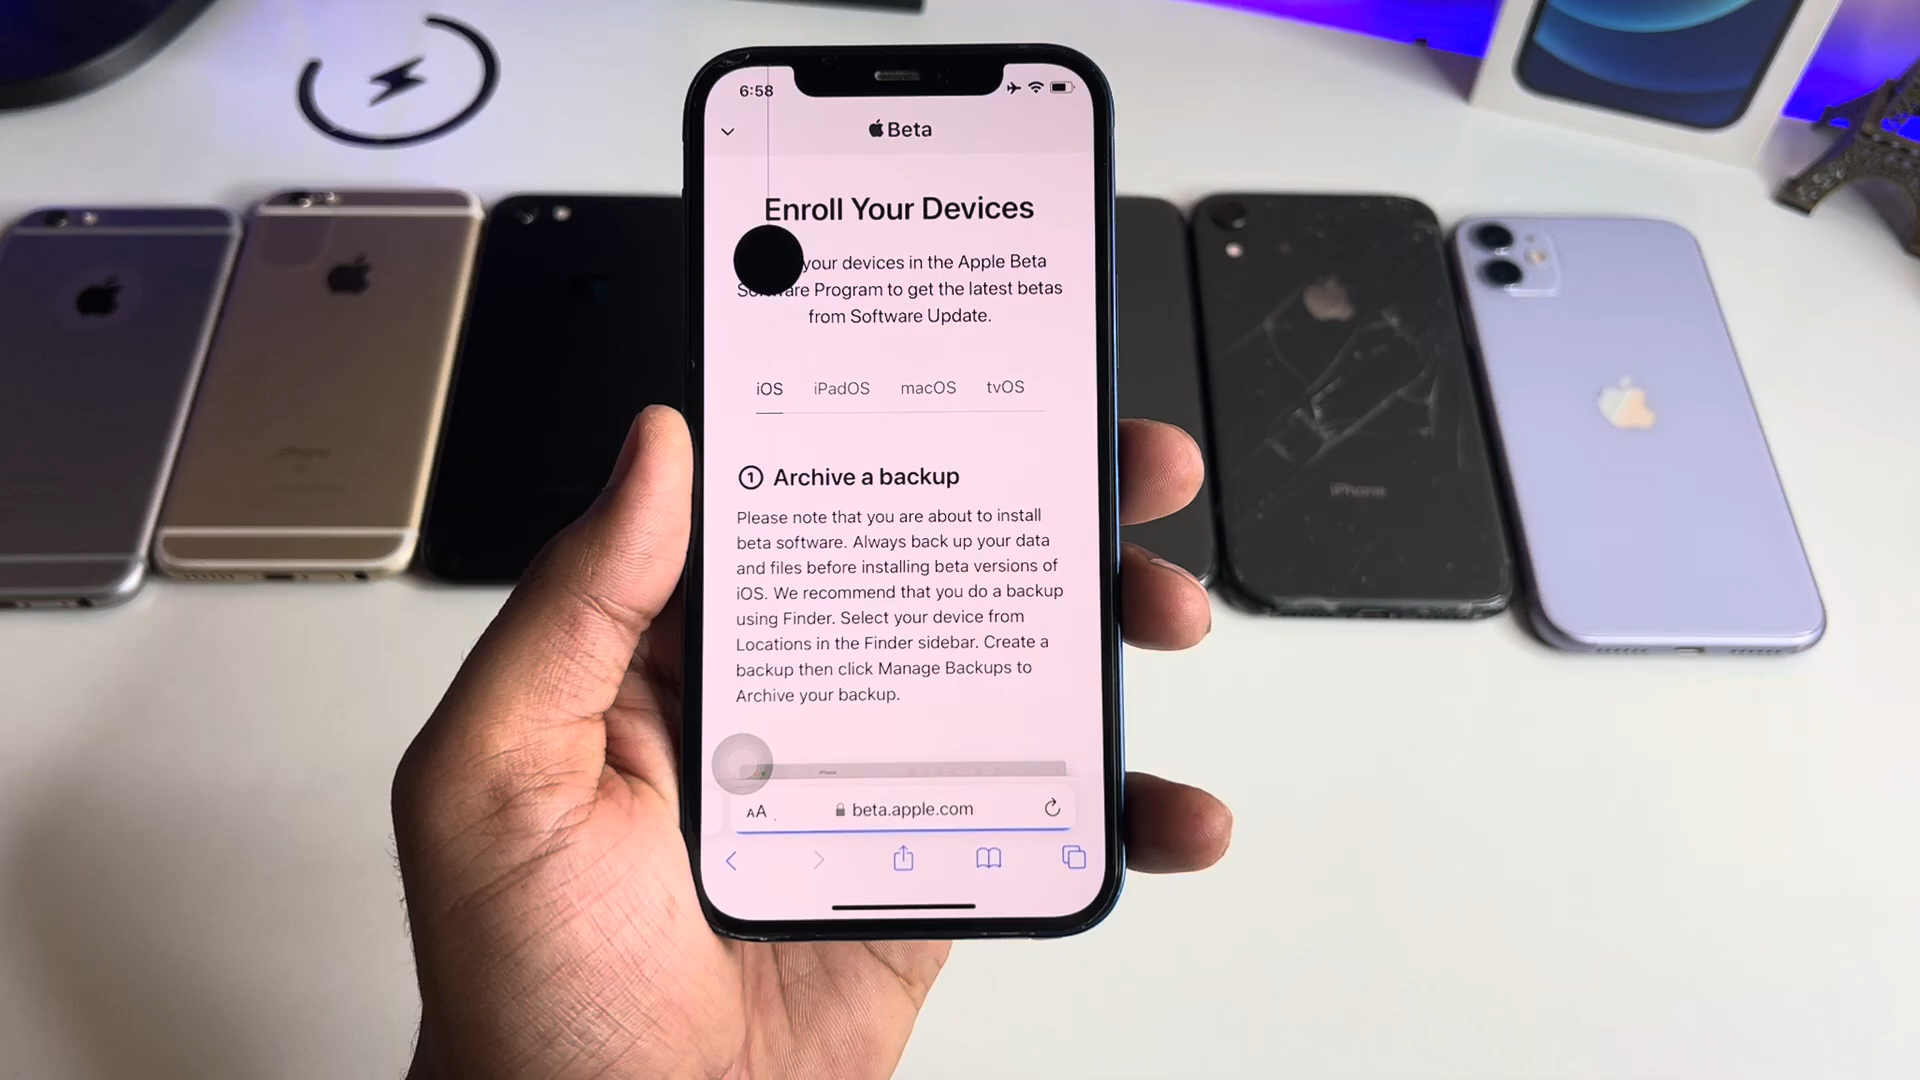 6:58
Beta
Enroll Your Devices
your devices in the Apple Beta
Software Program to get the latest betas
from Software Update.
iOS iPadOS macOS tvOS
1 Archive a backup
Please note that you are about to install
beta software. Always back up your data
and files before installing beta versions of
iOS. We recommend that you do a backup
using Finder. Select your device from
Locations in the Finder sidebar. Create a
backup then click Manage Backups to
Archive your backup.
iPhone
AA beta.apple.com
iPhone
iPhone